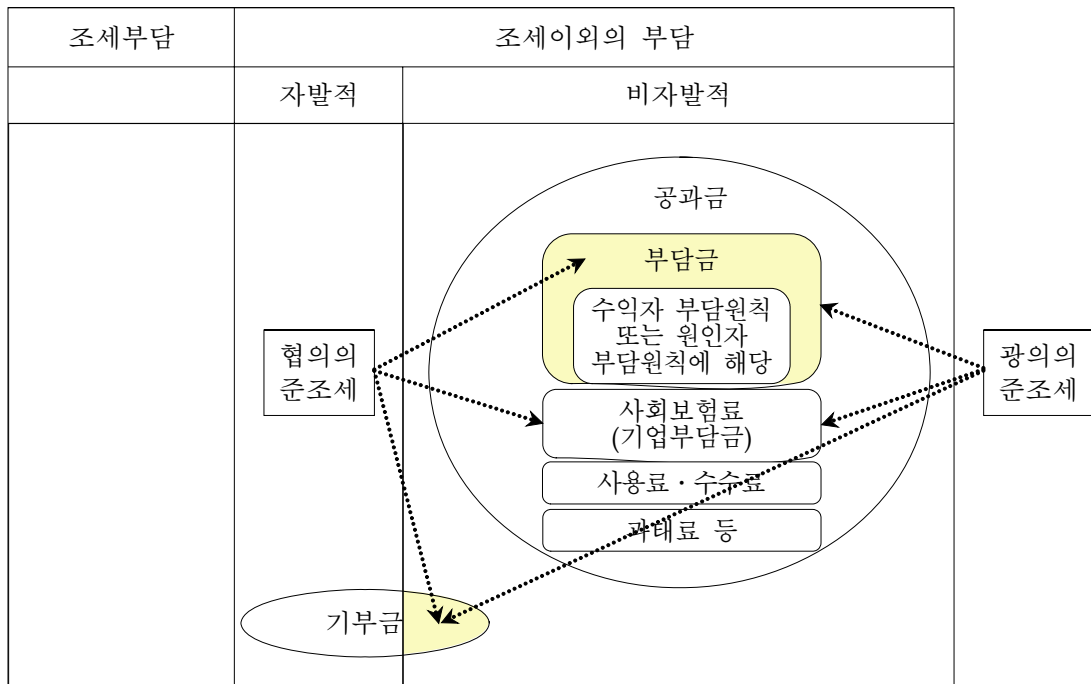 조세부담
조세이외의 부담
자발적
비자발적
공과금
부담금
수익자 부담원칙
또는 원인자
부담원칙에 해당
협의의
준조세
광의의
준조세
사회보험료
(기업부담금)
사용료·수수료
과태료 등
기부금